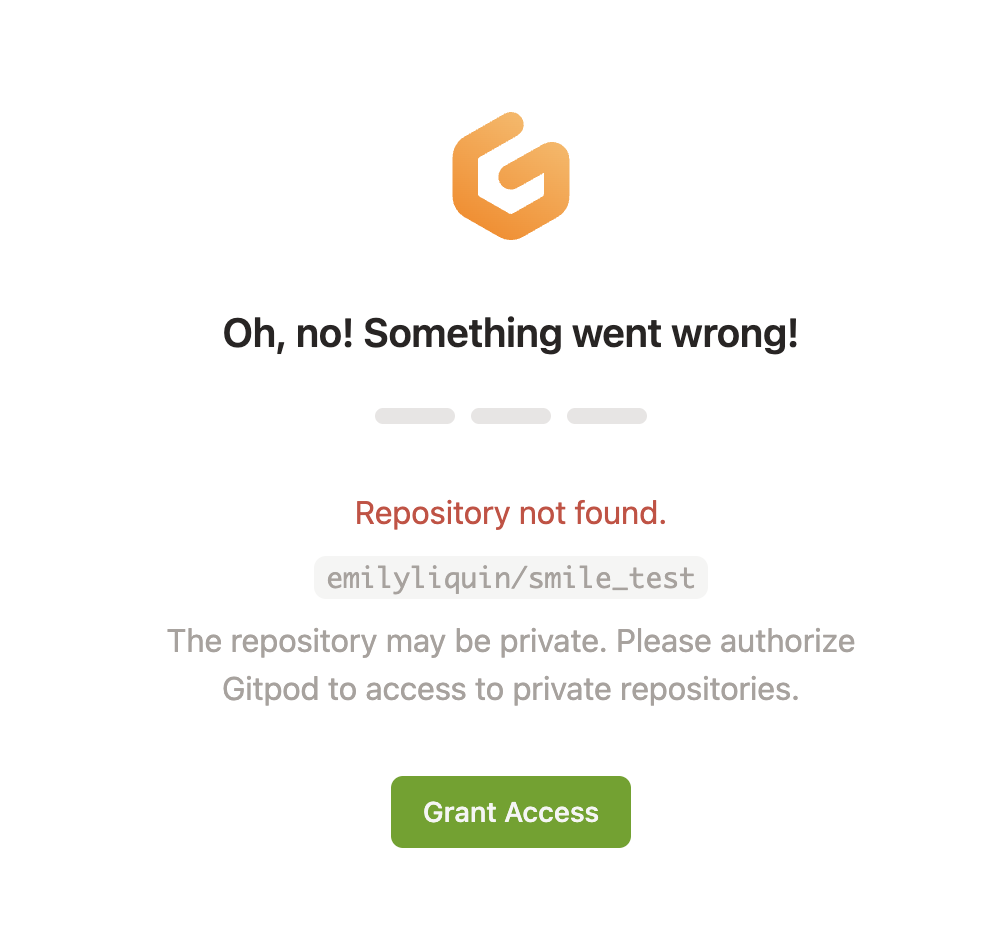 Oh, no! Something went wrong!
Repository not found.
emilyliquin/smile_test
The repository may be private. Please authorize
Gitpod to access to private repositories.
Grant Access